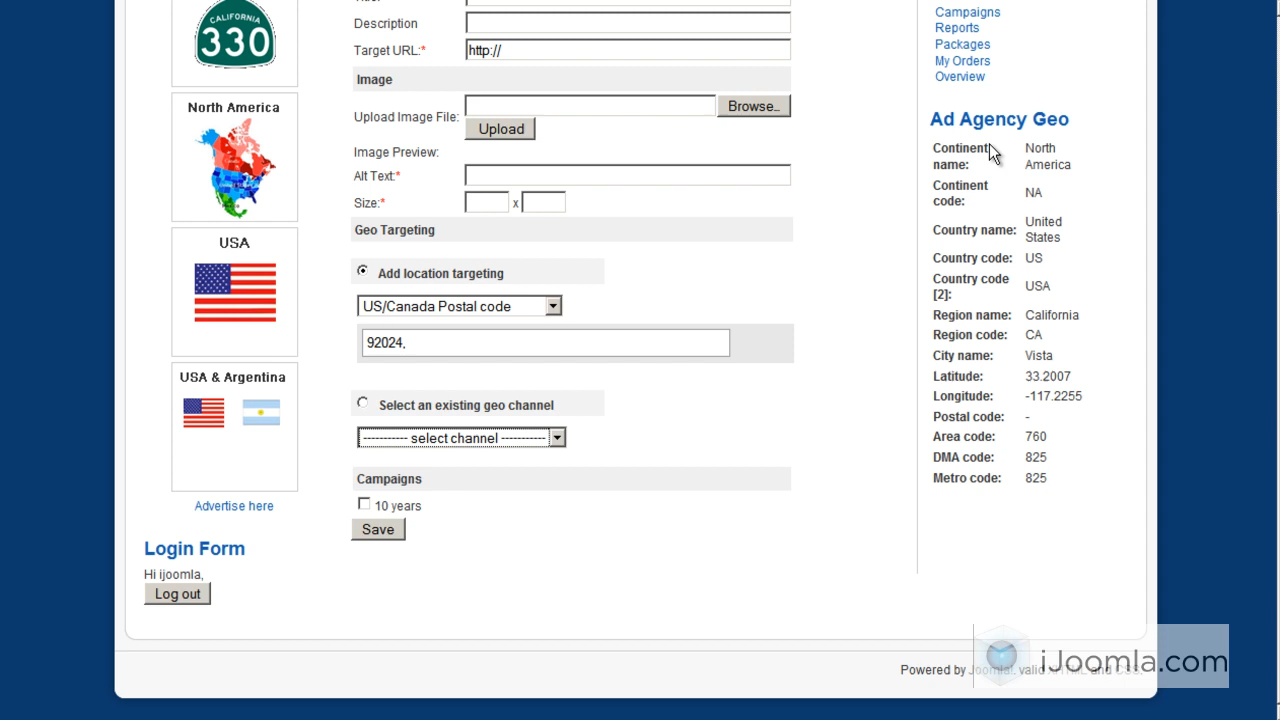 CALIFORNIA
330
North America
USA
USA & Argentina
Advertise here
Login Form
Hi ijoomla,
Log out
Description
Target URL:* http://
Image
Upload Image File: Browse..
Upload
Image Preview:
Alt Text:*
Size:* x
Geo Targeting
Add location targeting
US/Canada Postal code
92024,
Select an existing geo channel
----------- select channel -----------
Campaigns
10 years
Save
Campaigns
Reports
Packages
My Orders
Overview
Ad Agency Geo
Continent name: North America
Continent code: NA
Country name: United States
Country code: US
Country code [2]: USA
Region name: California
Region code: CA
City name: Vista
Latitude: 33.2007
Longitude: -117.2255
Postal code: -
Area code: 760
DMA code: 825
Metro code: 825
Powered by Joomla!. valid XHTML and CSS.
iJoomla.com